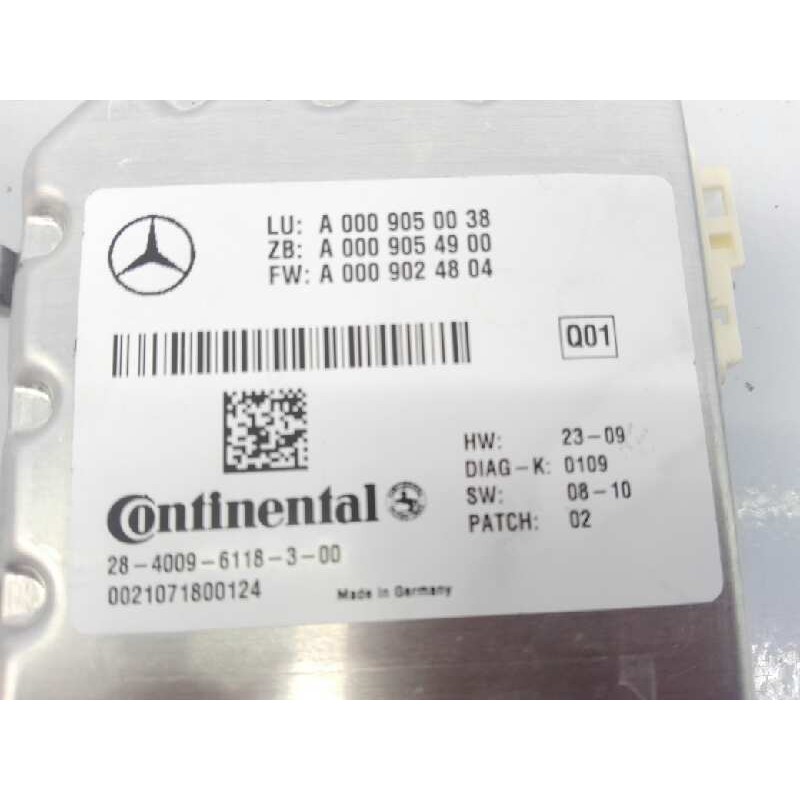 LU: A 000 905 00 38
ZB: A 000 905 49 00
FW: A 000 902 48 04
Q01
HW: 23-09
DIAG-K: 0109
SW: 08-10
PATCH: 02
Continental
28-4009-6118-3-00
0021071800124
Made in Germany